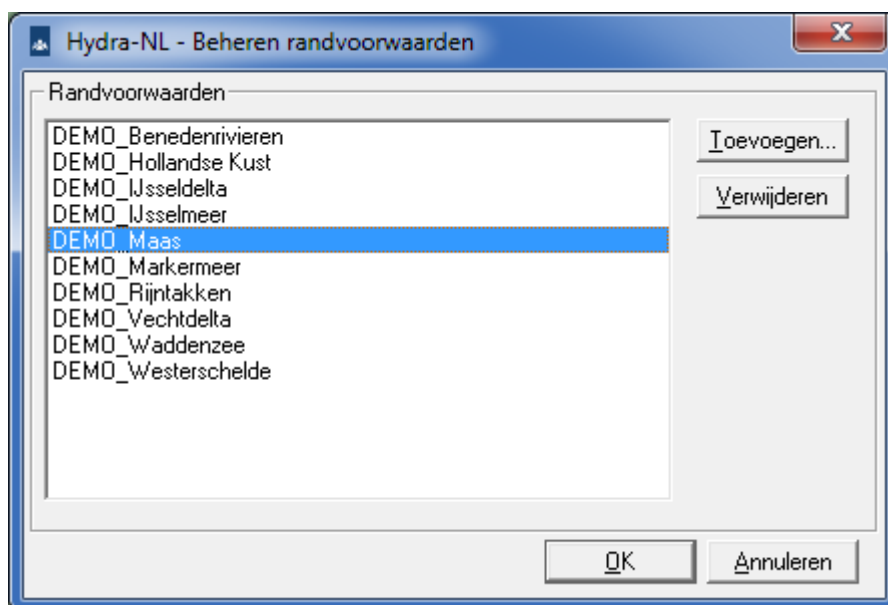 Hydra-NL - Beheren randvoorwaarden
Randvoorwaarden
DEMO_Benedenrivieren
DEMO_Hollandse Kust
DEMO_IJsseldelta
DEMO_IJsselmeer
DEMO_Maas
DEMO_Markermeer
DEMO_Rijntakken
DEMO_Vechtdelta
DEMO_Waddenzee
DEMO_Westerschelde
Toevoegen...
Verwijderen
OK
Annuleren